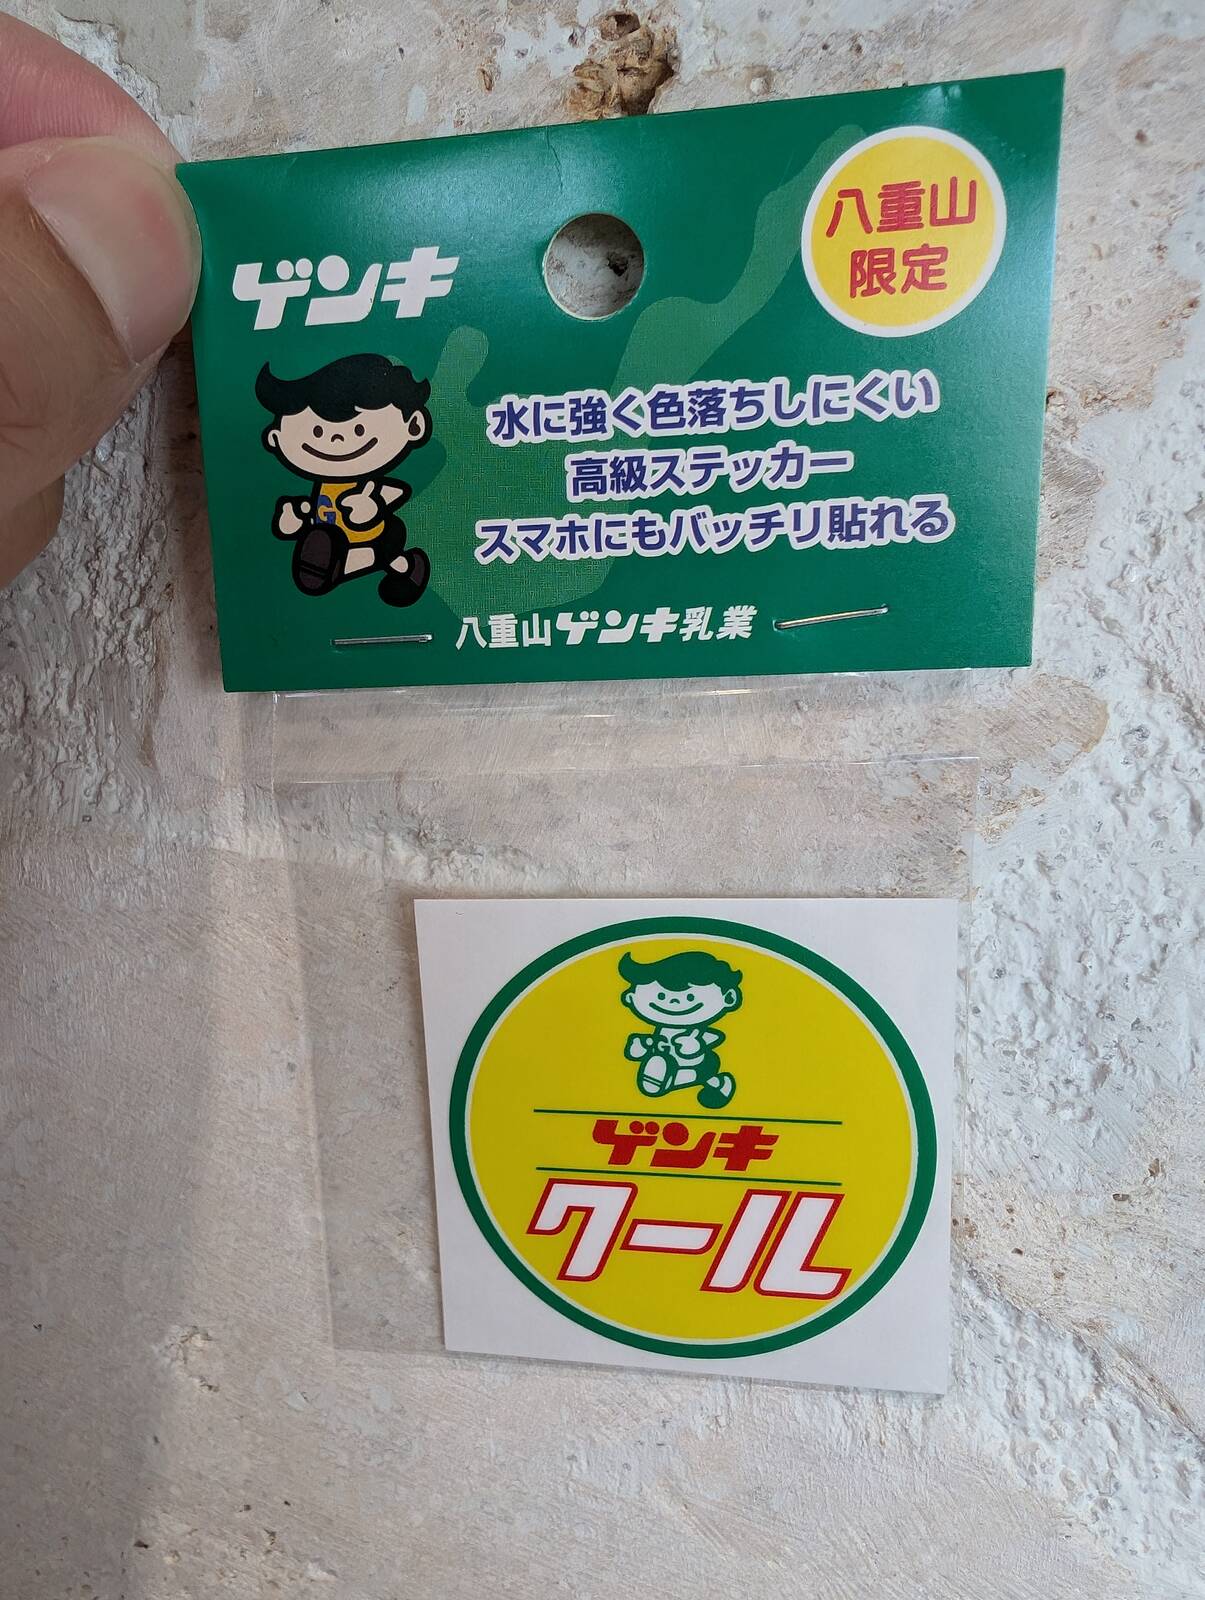 八重山
限定
ゲンキ
水に強く色落ちしにくい
高級ステッカー
スマホにもバッチリ貼れる
G
八重山ゲンキ乳業
G
ゲンキ
クール